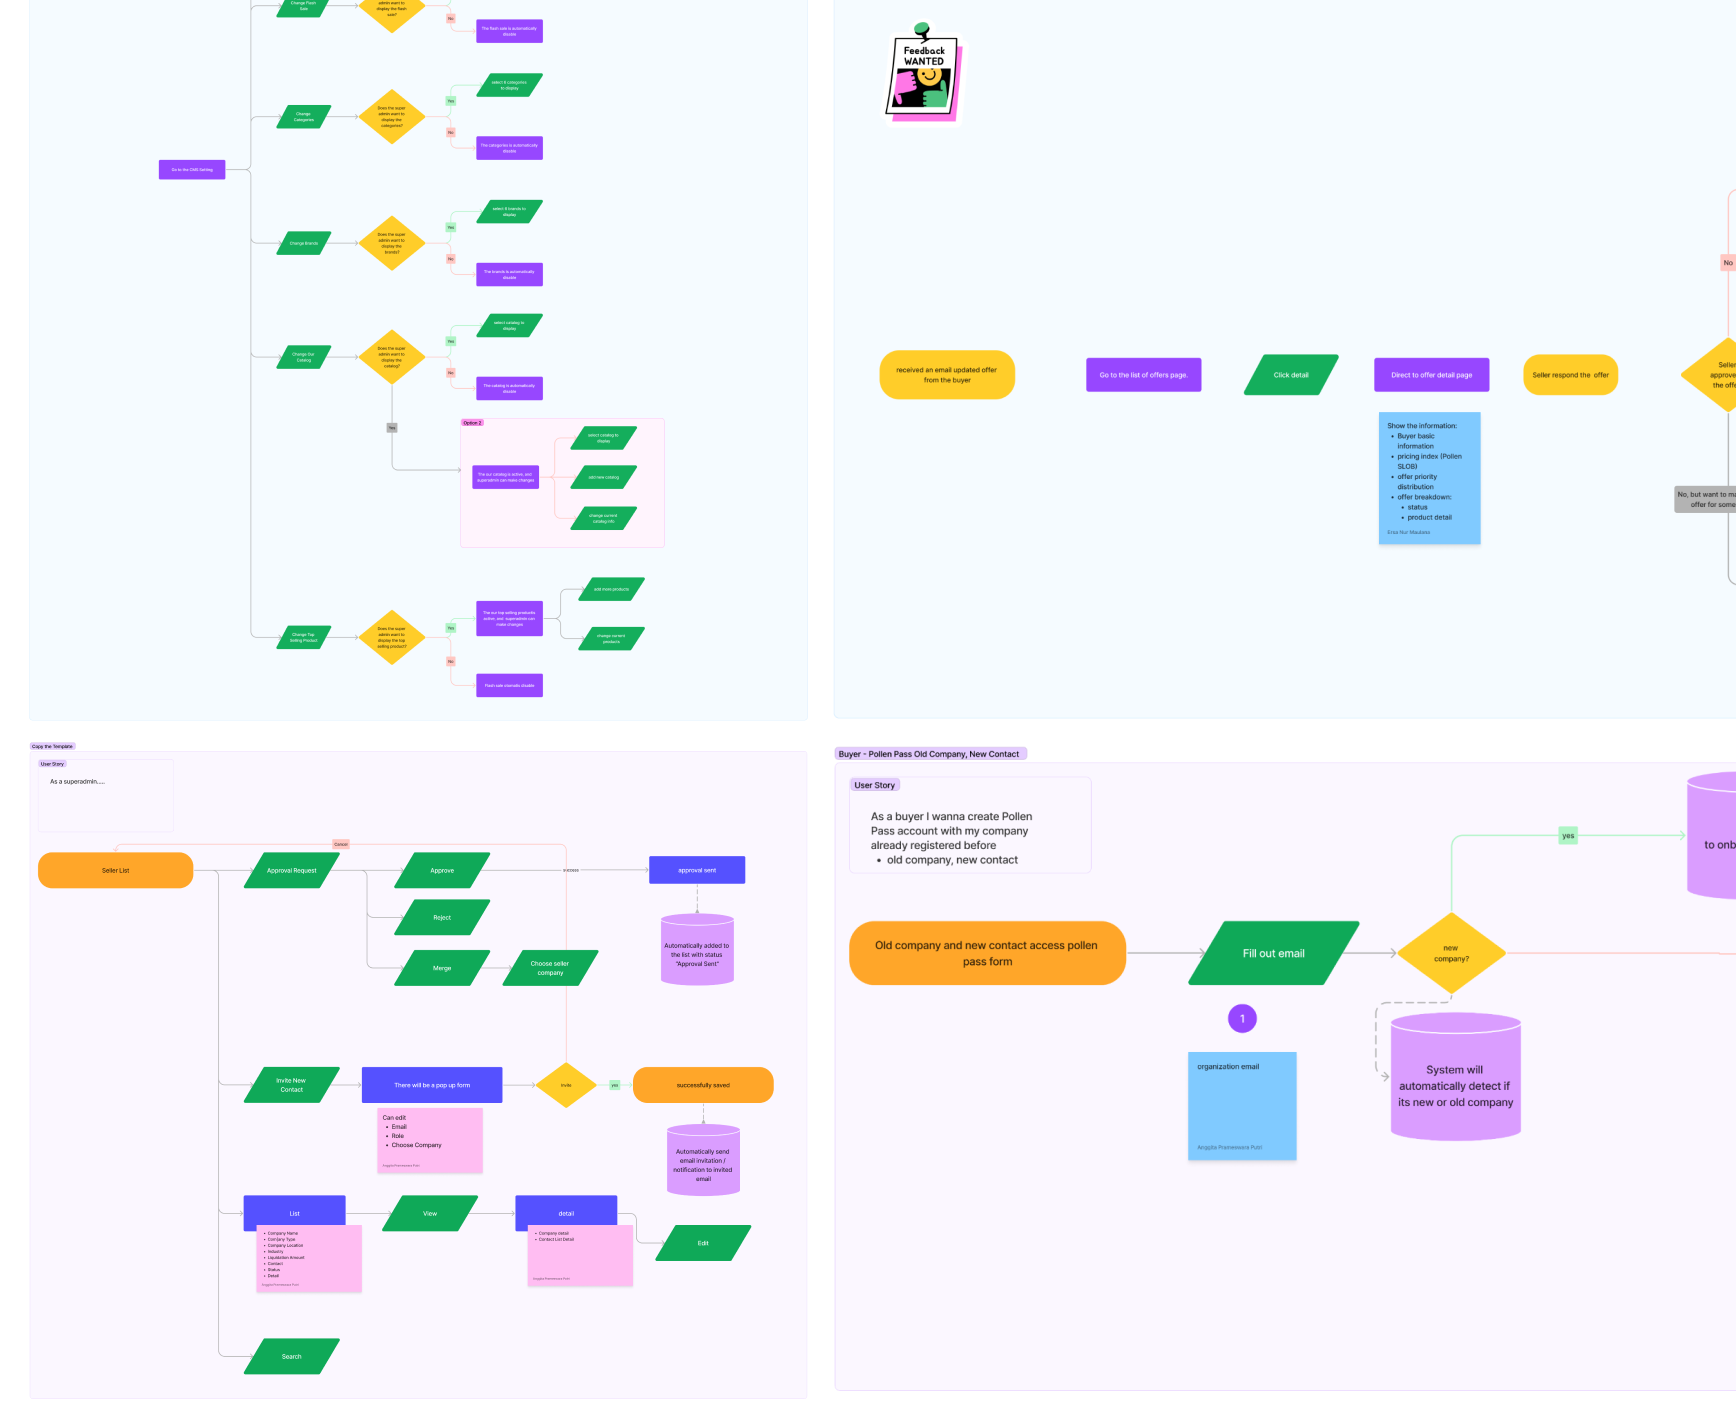 Change Flash
Sale
admin want to
display the flash
sale?
No
The flash sale is automatically
disable
Change
Categories
Does the super
admin want to
display the
categories?
Yes
select 6 categories
to display
No
The categories is automatically
disable
Go to the CMS Setting
Change Brands
Does the super
admin want to
display the
brands?
Yes
select 6 brands to
display
No
The brands is automatically
disable
Change Our
Catalog
Does the super
admin want to
display the
catalog?
Yes
select catalog to
display
No
The catalog is automatically
disable
Yes
Option 2
The our catalog is active, and
superadmin can make changes
select catalog to
display
add new catalog
change current
catalog info
Change Top
Selling Product
Does the super
admin want to
display the top
selling product?
Yes
The our top selling products
active, and superadmin can
make changes
add more products
change current
products
No
Flash sale manually disable
Feedback
WANTED
received an email updated offer
from the buyer
Go to the list of offers page.
Click detail
Direct to offer detail page
Seller respond the offer
Seller
approve
the offe
No
No, but want to ma
offer for some
Show the information:
• Buyer basic
information
• pricing index (Pollen
SLOB)
• offer priority
distribution
• offer breakdown:
• status
• product detail
Copy the Template
User Story
As a superadmin.....
Cancel
Seller List
Approval Request
Approve
success
approval sent
Reject
Merge
Choose seller
company
Automatically added to
the list with status
"Approval Sent"
Invite New
Contact
There will be a pop up form
Invite
yes
successfully saved
Can edit
• Email
• Role
• Choose Company
Anggita Prameswara Putri
Automatically send
email invitation /
notification to invited
email
List
View
detail
Edit
• Company Name
• Company Type
• Company Location
• Industry
• Liquidation Amount
• Contact
• Status
• Detail
Anggita Prameswara Putri
• Company detail
• Contact List Detail
Anggita Prameswara Putri
Search
Buyer - Pollen Pass Old Company, New Contact
User Story
As a buyer I wanna create Pollen
Pass account with my company
already registered before
• old company, new contact
Old company and new contact access pollen
pass form
Fill out email
new
company?
yes
to onb
1
organization email
Anggita Prameswara Putri
System will
automatically detect if
its new or old company